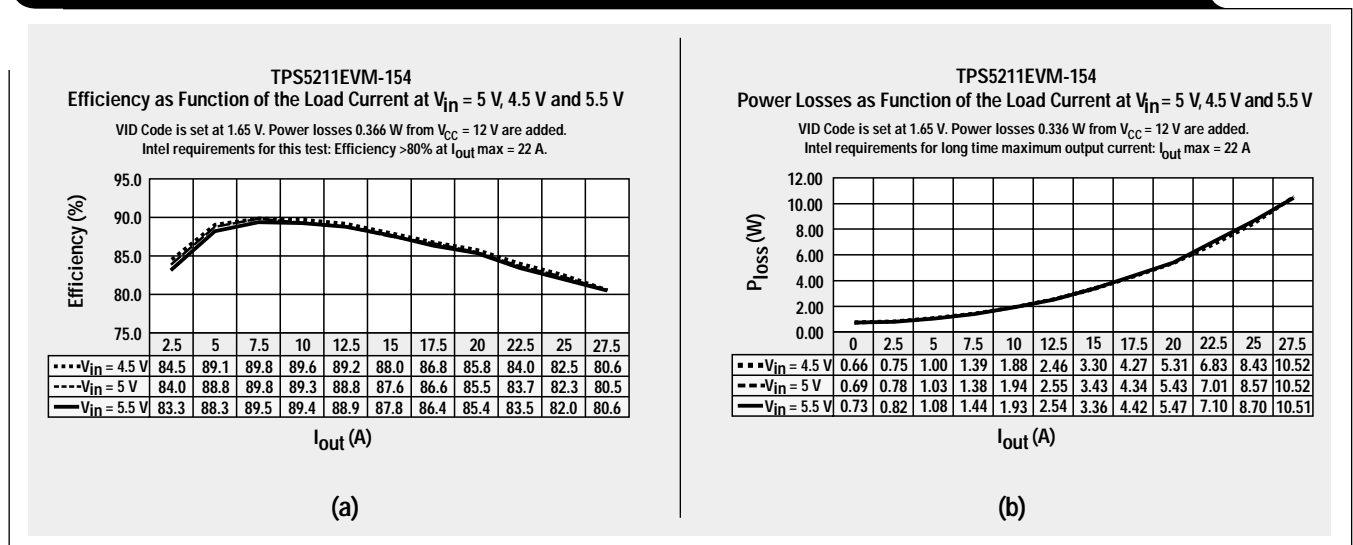 TPS5211EVM-154
Efficiency as Function of the Load Current at Vin = 5 V, 4.5 V and 5.5 V
VID Code is set at 1.65 V. Power losses 0.366 W from VCC = 12 V are added.
Intel requirements for this test: Efficiency >80% at Iout max = 22 A.
Efficiency (%)
95.0
90.0
85.0
80.0
75.0
2.5 5 7.5 10 12.5 15 17.5 20 22.5 25 27.5
Vin = 4.5 V 84.5 89.1 89.8 89.6 89.2 88.0 86.8 85.8 84.0 82.5 80.6
Vin = 5 V 84.0 88.8 89.8 89.3 88.8 87.6 86.6 85.5 83.7 82.3 80.5
Vin = 5.5 V 83.3 88.3 89.5 89.4 88.9 87.8 86.4 85.4 83.5 82.0 80.6
Iout (A)
(a)
TPS5211EVM-154
Power Losses as Function of the Load Current at Vin = 5 V, 4.5 V and 5.5 V
VID Code is set at 1.65 V. Power losses 0.336 W from VCC = 12 V are added.
Intel requirements for long time maximum output current: Iout max = 22 A
Ploss (W)
12.00
10.00
8.00
6.00
4.00
2.00
0.00
0 2.5 5 7.5 10 12.5 15 17.5 20 22.5 25 27.5
Vin = 4.5 V 0.66 0.75 1.00 1.39 1.88 2.46 3.30 4.27 5.31 6.83 8.43 10.52
Vin = 5 V 0.69 0.78 1.03 1.38 1.94 2.55 3.43 4.34 5.43 7.01 8.57 10.52
Vin = 5.5 V 0.73 0.82 1.08 1.44 1.93 2.54 3.36 4.42 5.47 7.10 8.70 10.51
Iout (A)
(b)